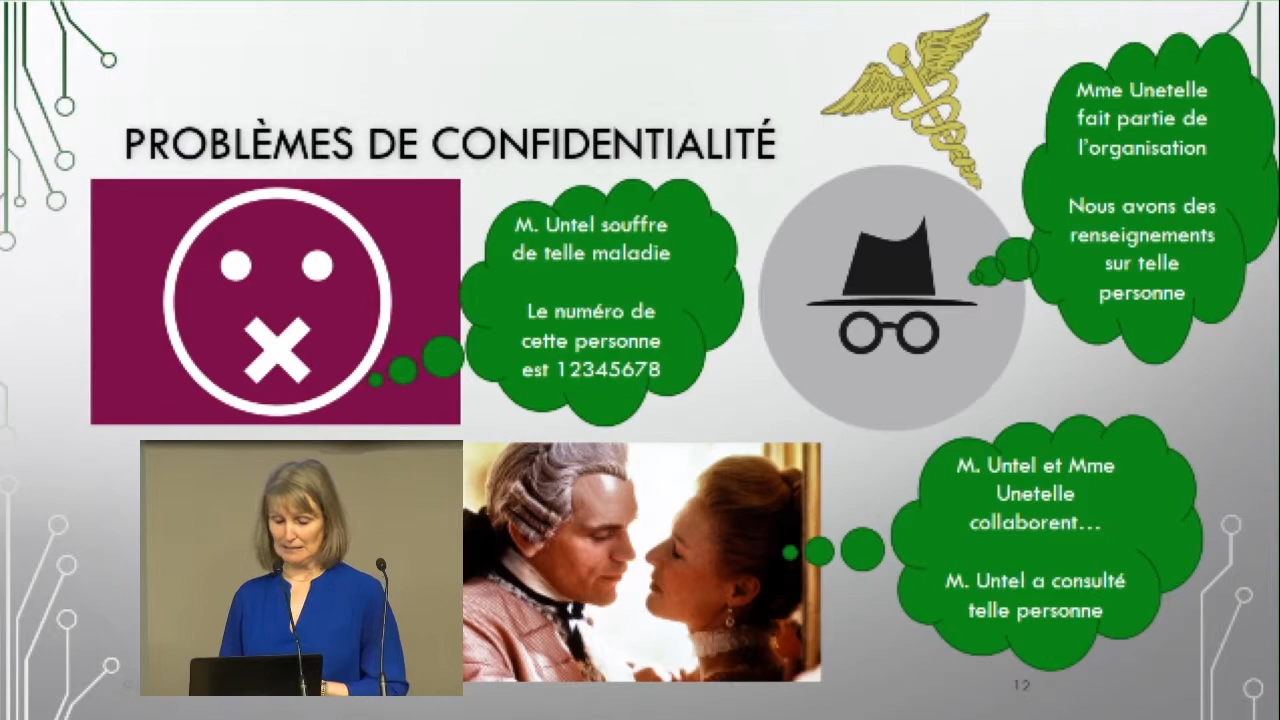 PROBLÈMES DE CONFIDENTIALITÉ
M. Untel souffre
de telle maladie
Le numéro de
cette personne
est 12345678
Mme Unetelle
fait partie de
l'organisation
Nous avons des
renseignements
sur telle
personne
M. Untel et Mme
Unetelle
collaborent...
M. Untel a consulté
telle personne
12